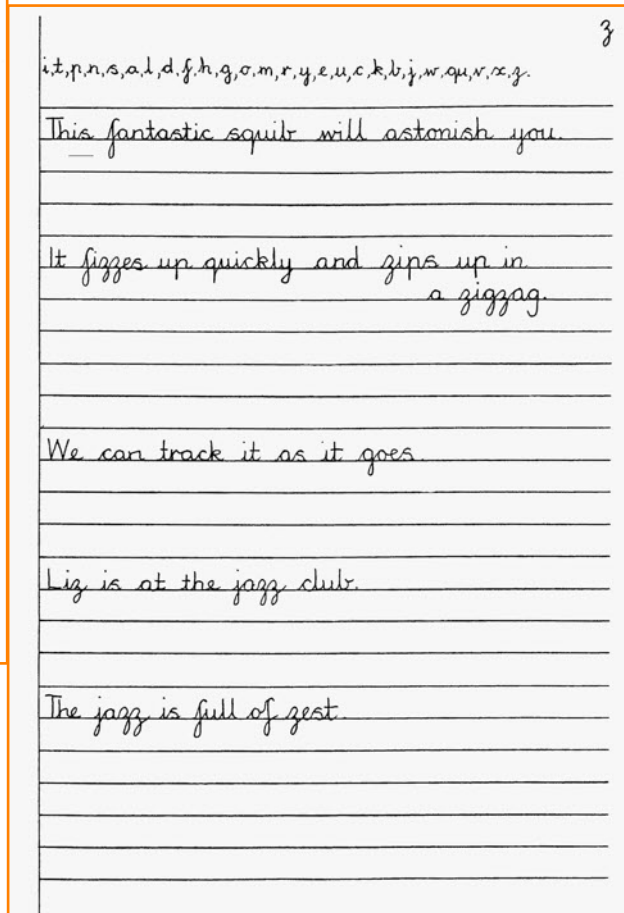 z
i,t,p,n,s,a,l,d,f,h,g,o,m,r,y,e,u,c,k,b,j,w,qu,v,x,z.
This fantastic squib will astonish you.
It fizzes up quickly and zips up in
a zigzag.
We can track it as it goes.
Liz is at the jazz club.
The jazz is full of zest.